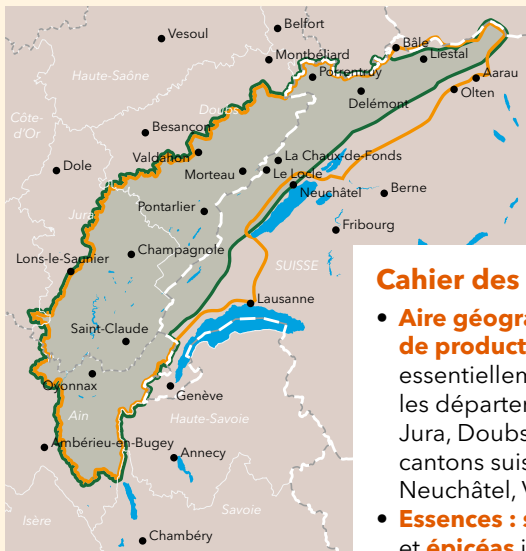 Belfort
Vesoul
Montbéliard
Bâle
Liestal
Porrentruy
Aarau
Haute-Saône
Olten
Delémont
Doubs
Côte-
d'Or
Besançon
Valdahon
La Chaux-de-Fonds
Dole
Morteau
Le Locle
Neuchâtel
Berne
Jura
Pontarlier
Fribourg
Champagnole
Lons-le-Saunier
SUISSE
Lausanne
Saint-Claude
Oyonnax
Genève
Ain
Haute-Savoie
Ambérieu-en-Bugey
Annecy
Savoie
Isère
Chambéry
Cahier des
• Aire géogra
de product
essentiellem
les départem
Jura, Doubs
cantons suis
Neuchâtel, V
• Essences : s
et épicéas i